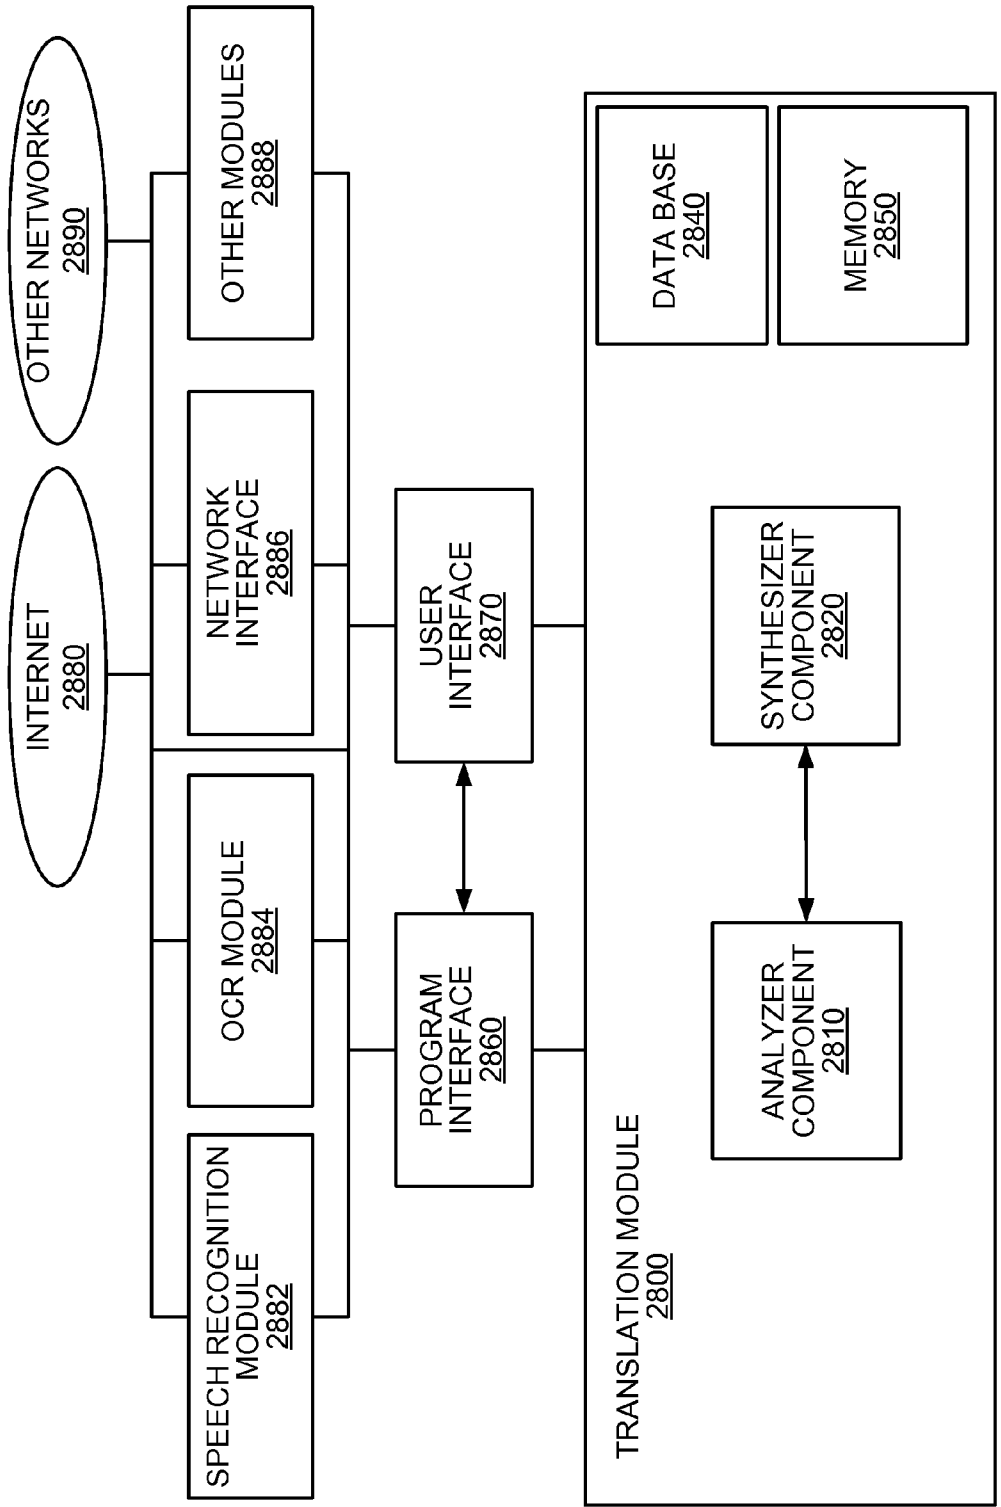 INTERNET
2880
OTHER NETWORKS
2890
SPEECH RECOGNITION
MODULE
2882
OCR MODULE
2884
NETWORK
INTERFACE
2886
OTHER MODULES
2888
PROGRAM
INTERFACE
2860
USER
INTERFACE
2870
TRANSLATION MODULE
2800
ANALYZER
COMPONENT
2810
SYNTHESIZER
COMPONENT
2820
DATA BASE
2840
MEMORY
2850